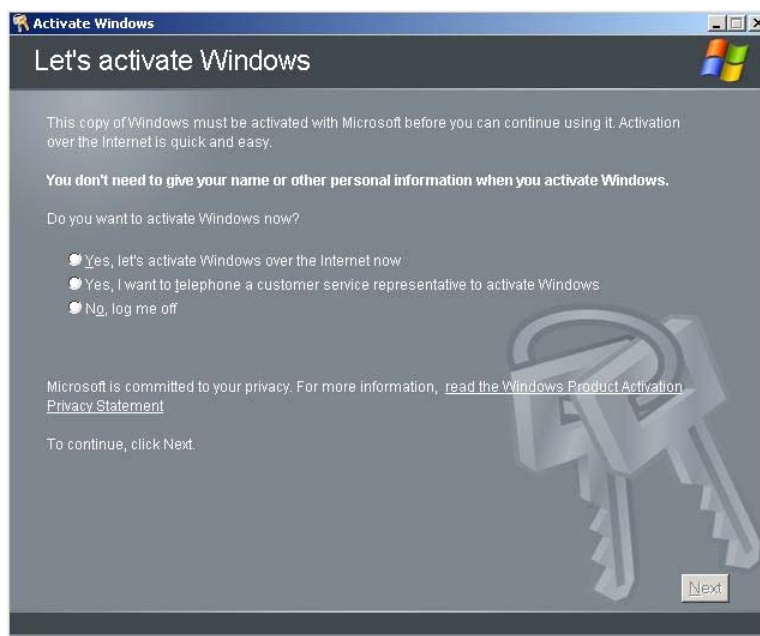 Activate Windows
Let's activate Windows
This copy of Windows must be activated with Microsoft before you can continue using it. Activation
over the Internet is quick and easy.
You don't need to give your name or other personal information when you activate Windows.
Do you want to activate Windows now?
Yes, let's activate Windows over the Internet now
Yes, I want to telephone a customer service representative to activate Windows
No, log me off
Microsoft is committed to your privacy. For more information, read the Windows Product Activation
Privacy Statement
To continue, click Next.
Next